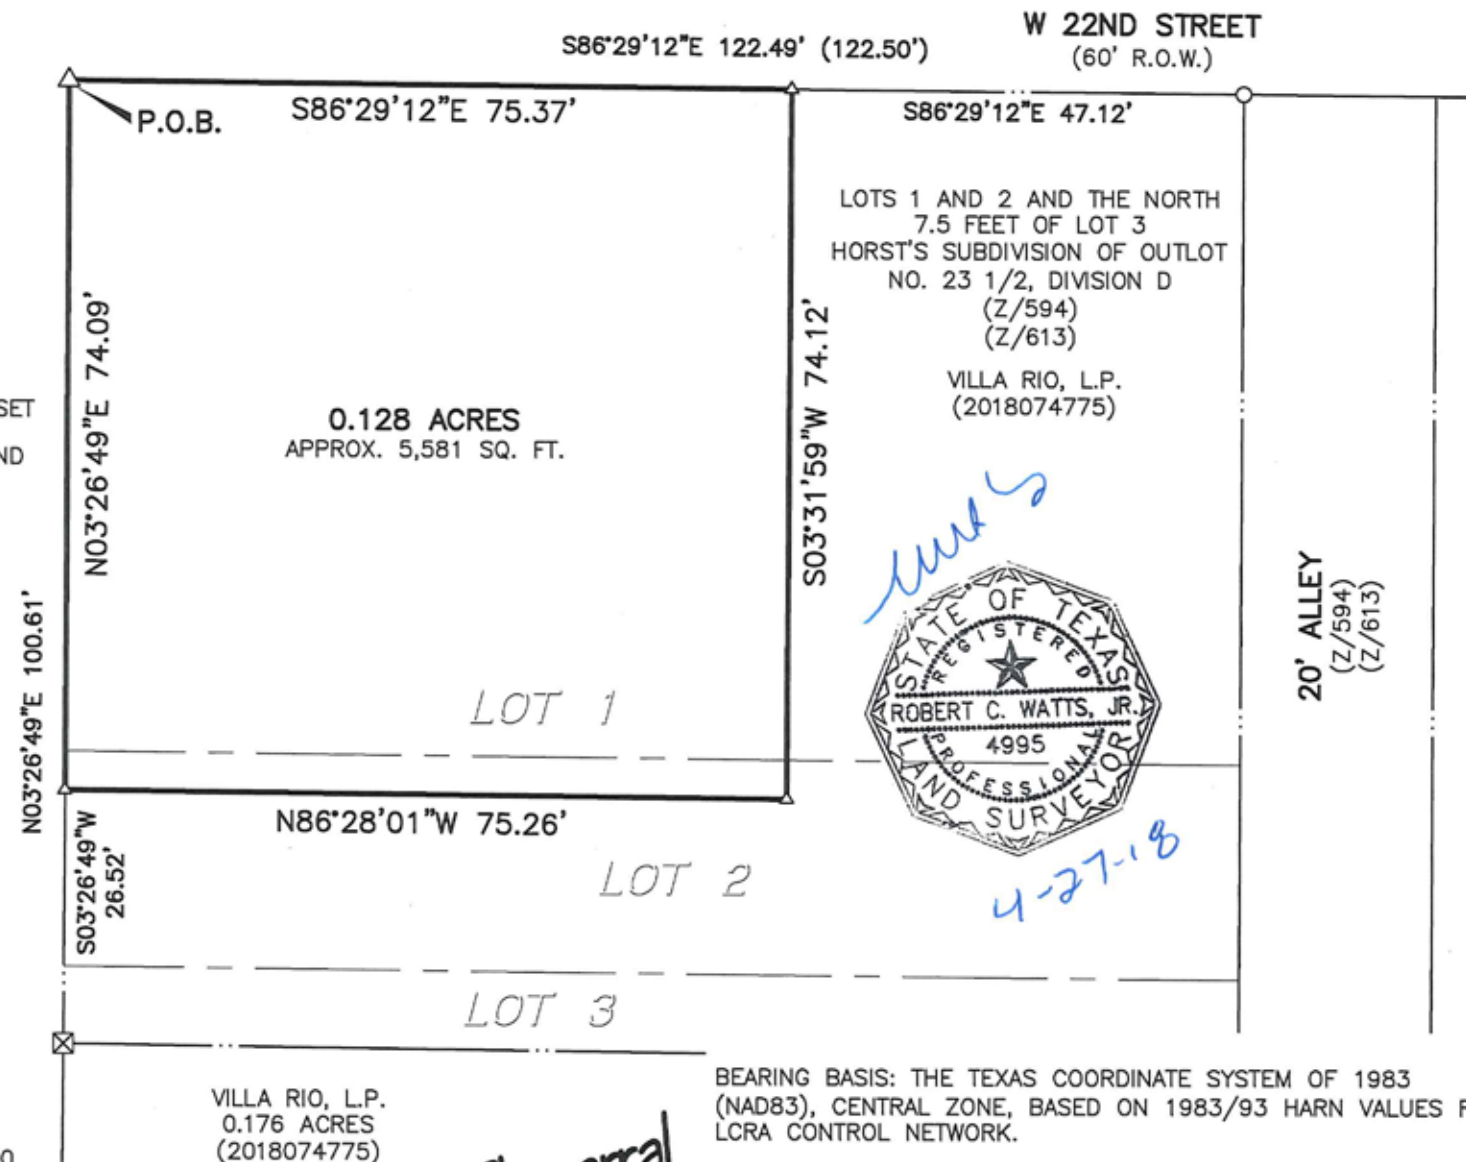 W 22ND STREET
(60' R.O.W.)
S86°29'12"E 122.49' (122.50')
S86°29'12"E 75.37'
S86°29'12"E 47.12'
P.O.B.
LOTS 1 AND 2 AND THE NORTH
7.5 FEET OF LOT 3
HORST'S SUBDIVISION OF OUTLOT
NO. 23 1/2, DIVISION D
(Z/594)
(Z/613)
VILLA RIO, L.P.
(2018074775)
N03°26'49"E 74.09'
S03°31'59"W 74.12'
SET
ND
0.128 ACRES
APPROX. 5,581 SQ. FT.
N03°26'49"E 100.61'
STATE OF TEXAS
REGISTERED
ROBERT C. WATTS, JR.
4995
PROFESSIONAL
LAND SURVEYOR
4-27-18
20' ALLEY
(Z/594)
(Z/613)
LOT 1
N86°28'01"W 75.26'
S03°26'49"W
26.52'
LOT 2
LOT 3
VILLA RIO, L.P.
0.176 ACRES
(2018074775)
BEARING BASIS: THE TEXAS COORDINATE SYSTEM OF 1983
(NAD83), CENTRAL ZONE, BASED ON 1983/93 HARN VALUES F
LCRA CONTROL NETWORK.